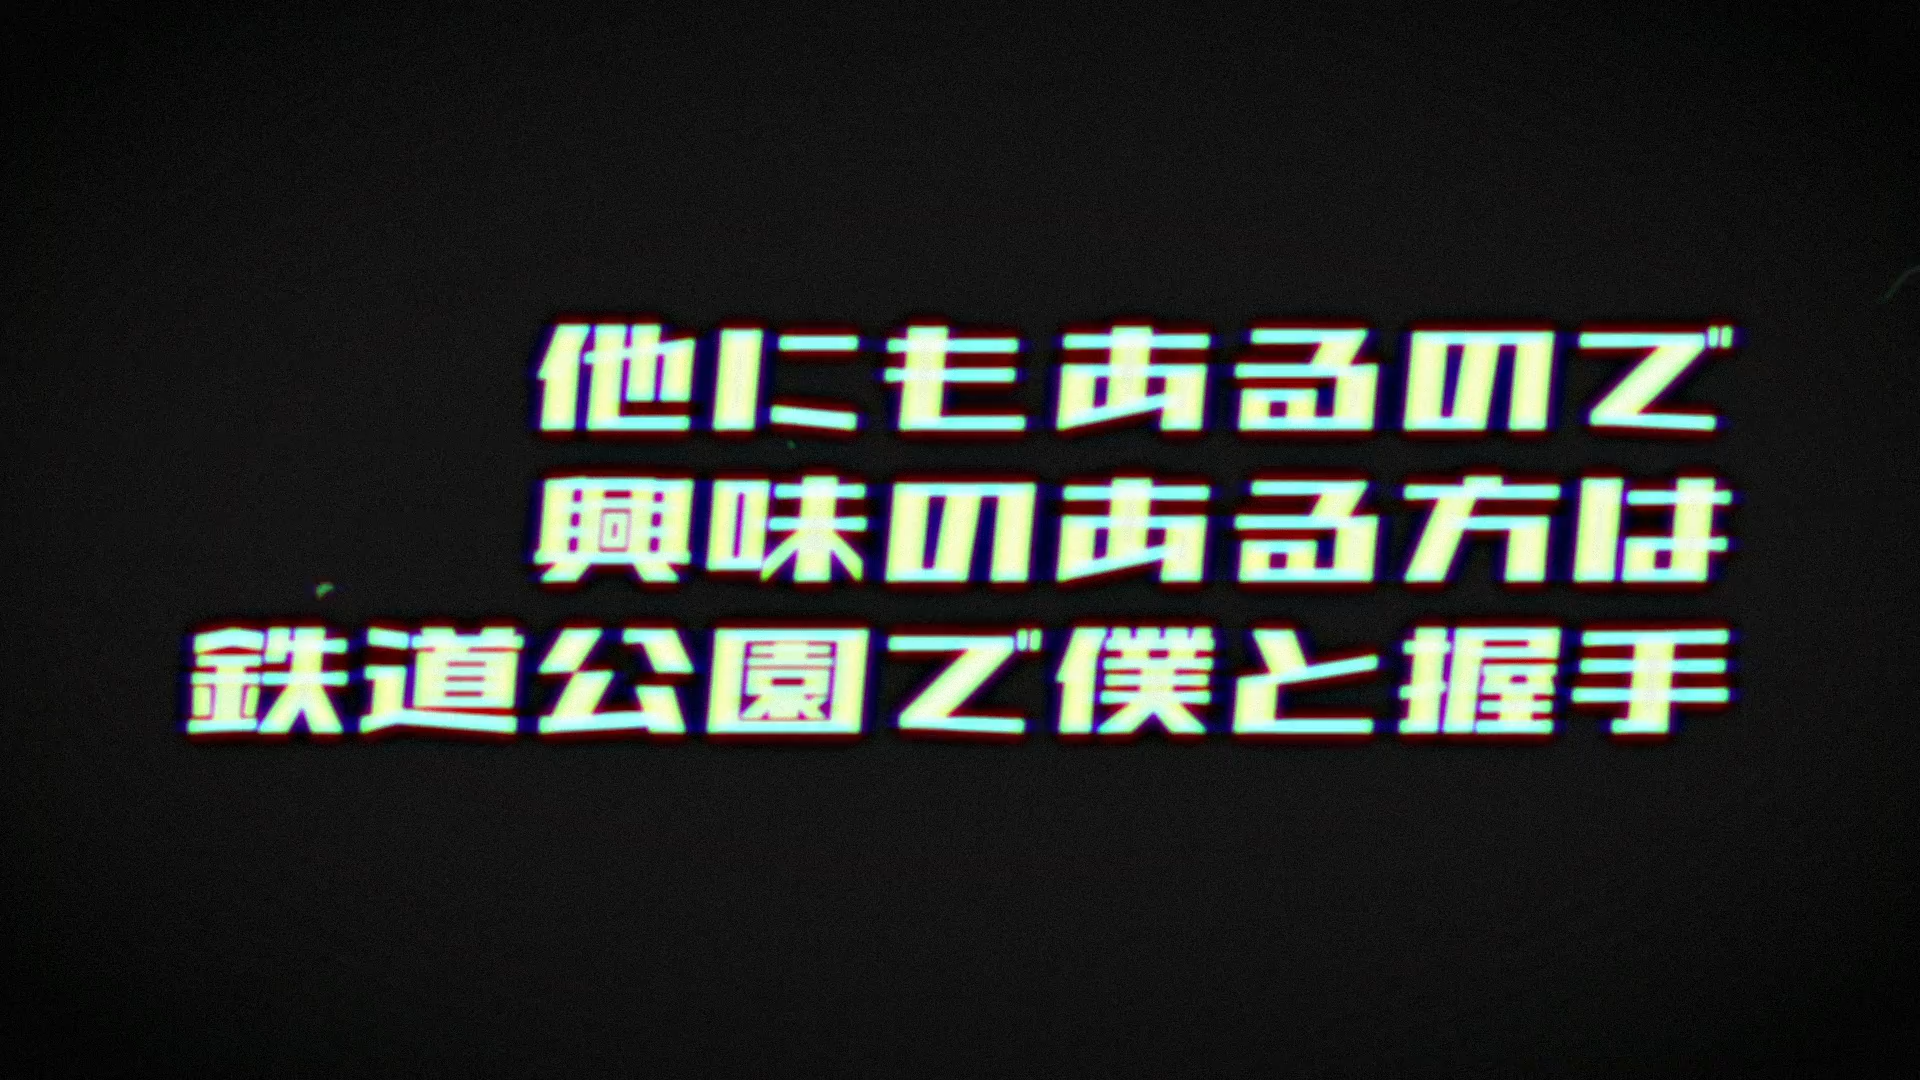 他にもあるので
興味のある方は
鉄道公園で僕と握手